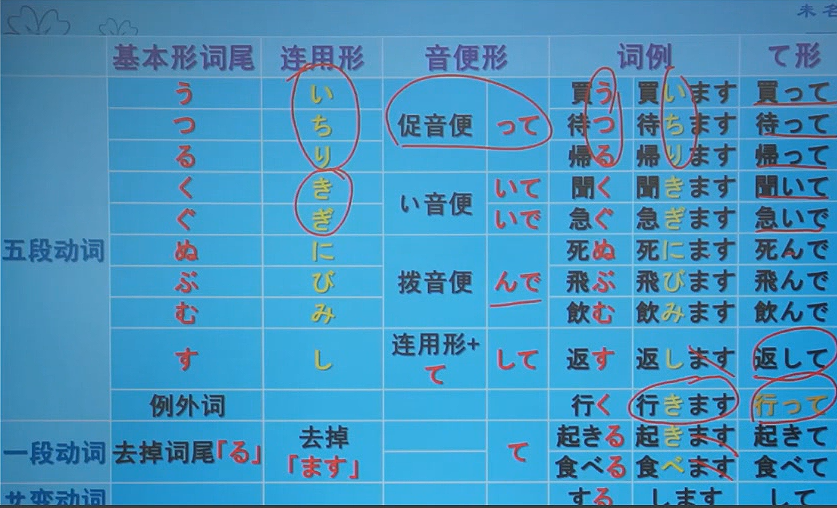 未名
基本形词尾 连用形 音便形 词例 て形
う い 買う 買います 買って
つ ち 促音便 って 待つ 待ちます 待って
る り 帰る 帰ります 帰って
く き いて 聞く 聞きます 聞いて
い音便
ぐ ぎ いで 急ぐ 急ぎます 急いで
五段动词 ぬ に 死ぬ 死にます 死んで
ぶ び 拨音便 んで 飛ぶ 飛びます 飛んで
む み 飲む 飲みます 飲んで
す し 连用形+て して 返す 返します 返して
例外词 行く 行きます 行って
一段动词 去掉词尾「る」 去掉「ます」 て 起きる 起きます 起きて
食べる 食べます 食べて
サ变动词 する します して